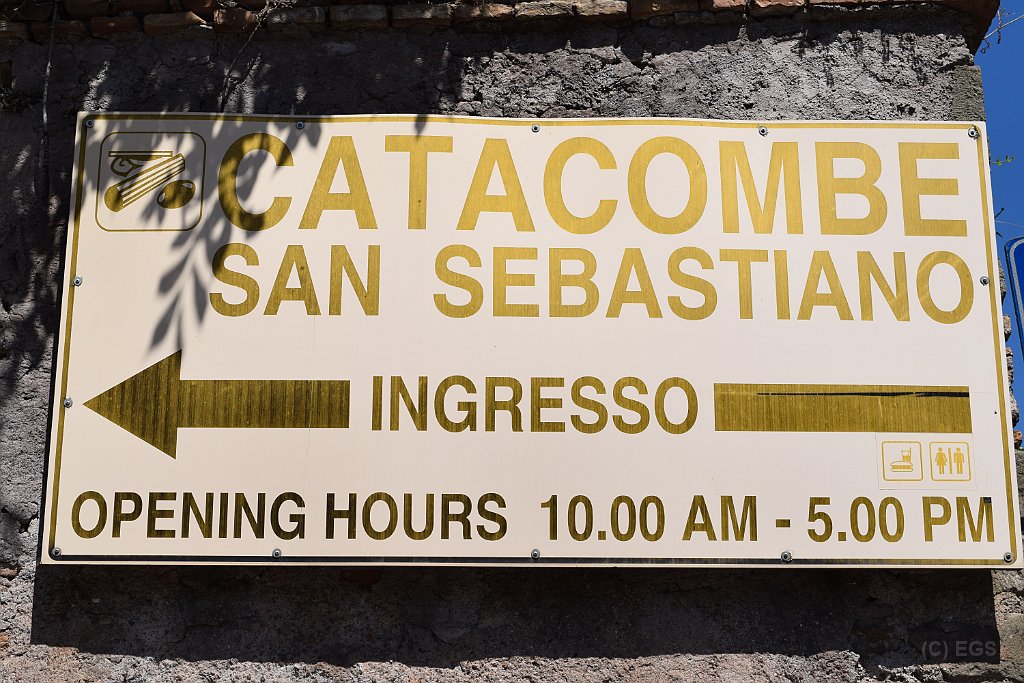 CATACOMBE
SAN SEBASTIANO
INGRESSO
OPENING HOURS 10.00 AM - 5.00 PM
(C) EGS